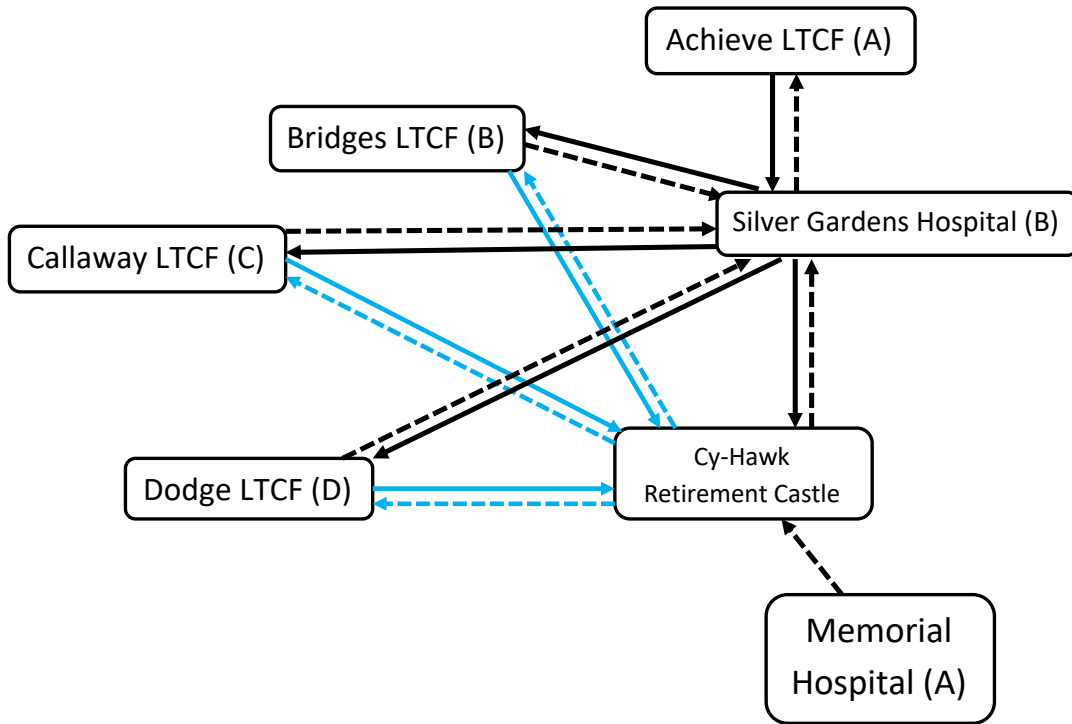 Achieve LTCF (A)
Bridges LTCF (B)
Silver Gardens Hospital (B)
Callaway LTCF (C)
Cy-Hawk
Retirement Castle
Dodge LTCF (D)
Memorial
Hospital (A)